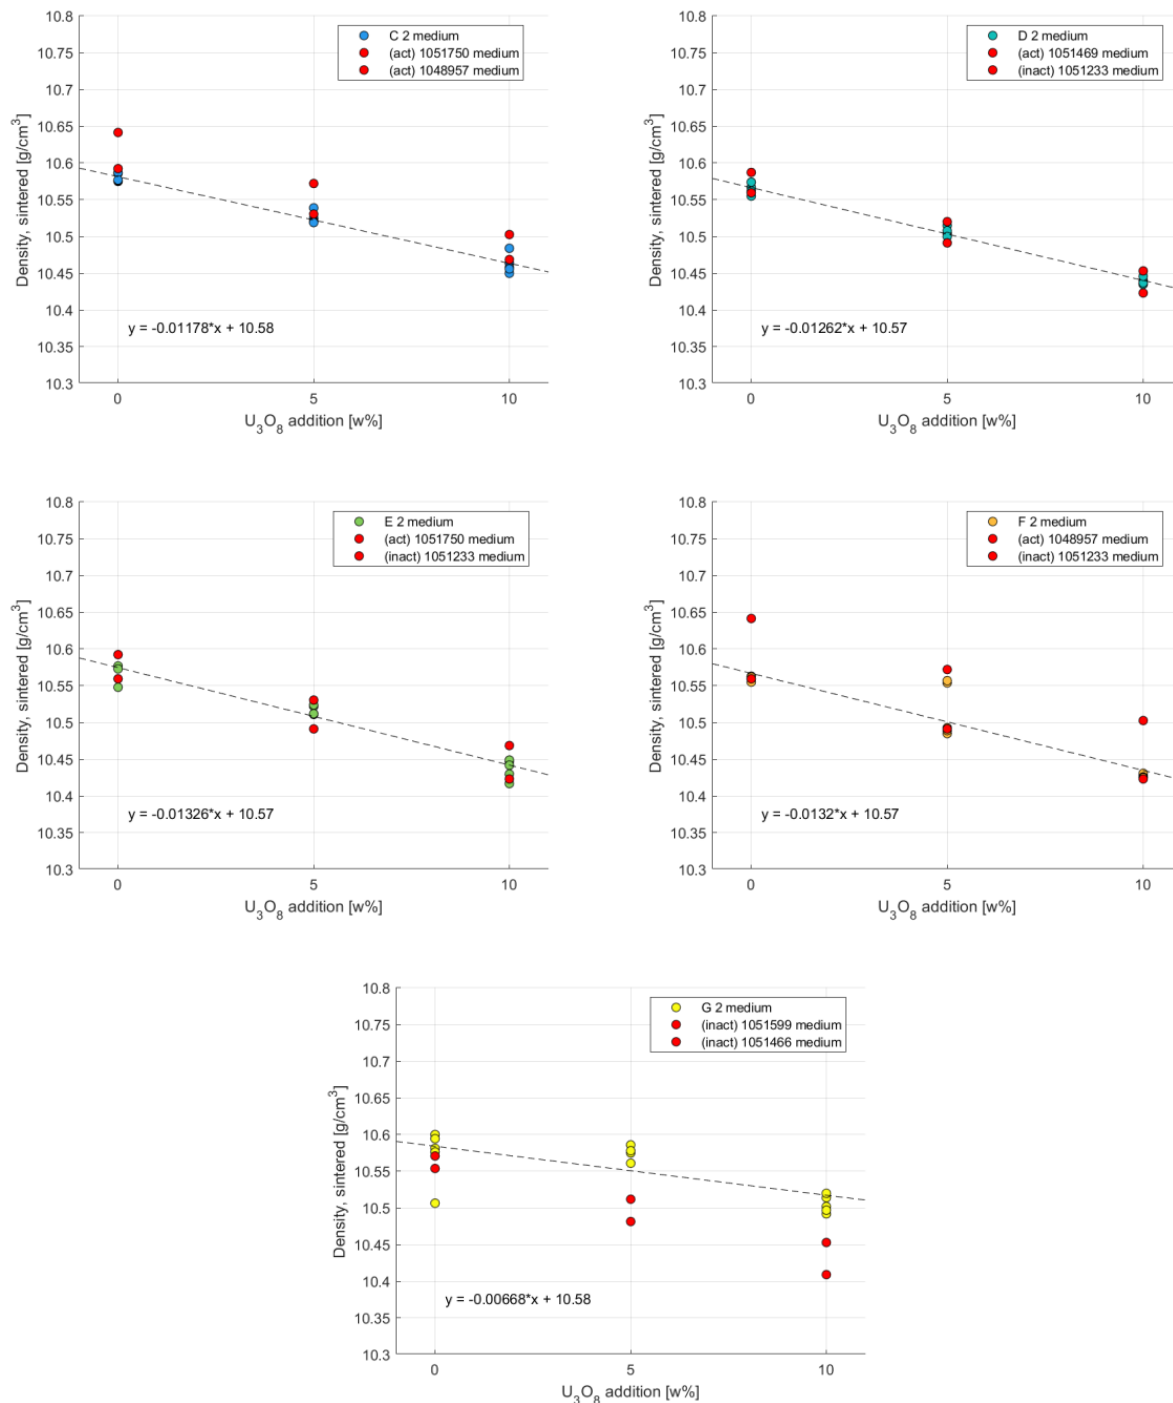 10.8
10.75
10.7
10.65
10.6
10.55
10.5
10.45
10.4
10.35
10.3
Density, sintered [g/cm3]
C 2 medium
(act) 1051750 medium
(act) 1048957 medium
y = -0.01178*x + 10.58
0 5 10
U3O8 addition [w%]
10.8
10.75
10.7
10.65
10.6
10.55
10.5
10.45
10.4
10.35
10.3
Density, sintered [g/cm3]
D 2 medium
(act) 1051469 medium
(inact) 1051233 medium
y = -0.01262*x + 10.57
0 5 10
U3O8 addition [w%]
10.8
10.75
10.7
10.65
10.6
10.55
10.5
10.45
10.4
10.35
10.3
Density, sintered [g/cm3]
E 2 medium
(act) 1051750 medium
(inact) 1051233 medium
y = -0.01326*x + 10.57
0 5 10
U3O8 addition [w%]
10.8
10.75
10.7
10.65
10.6
10.55
10.5
10.45
10.4
10.35
10.3
Density, sintered [g/cm3]
F 2 medium
(act) 1048957 medium
(inact) 1051233 medium
y = -0.0132*x + 10.57
0 5 10
U3O8 addition [w%]
10.8
10.75
10.7
10.65
10.6
10.55
10.5
10.45
10.4
10.35
10.3
Density, sintered [g/cm3]
G 2 medium
(inact) 1051599 medium
(inact) 1051466 medium
y = -0.00668*x + 10.58
0 5 10
U3O8 addition [w%]